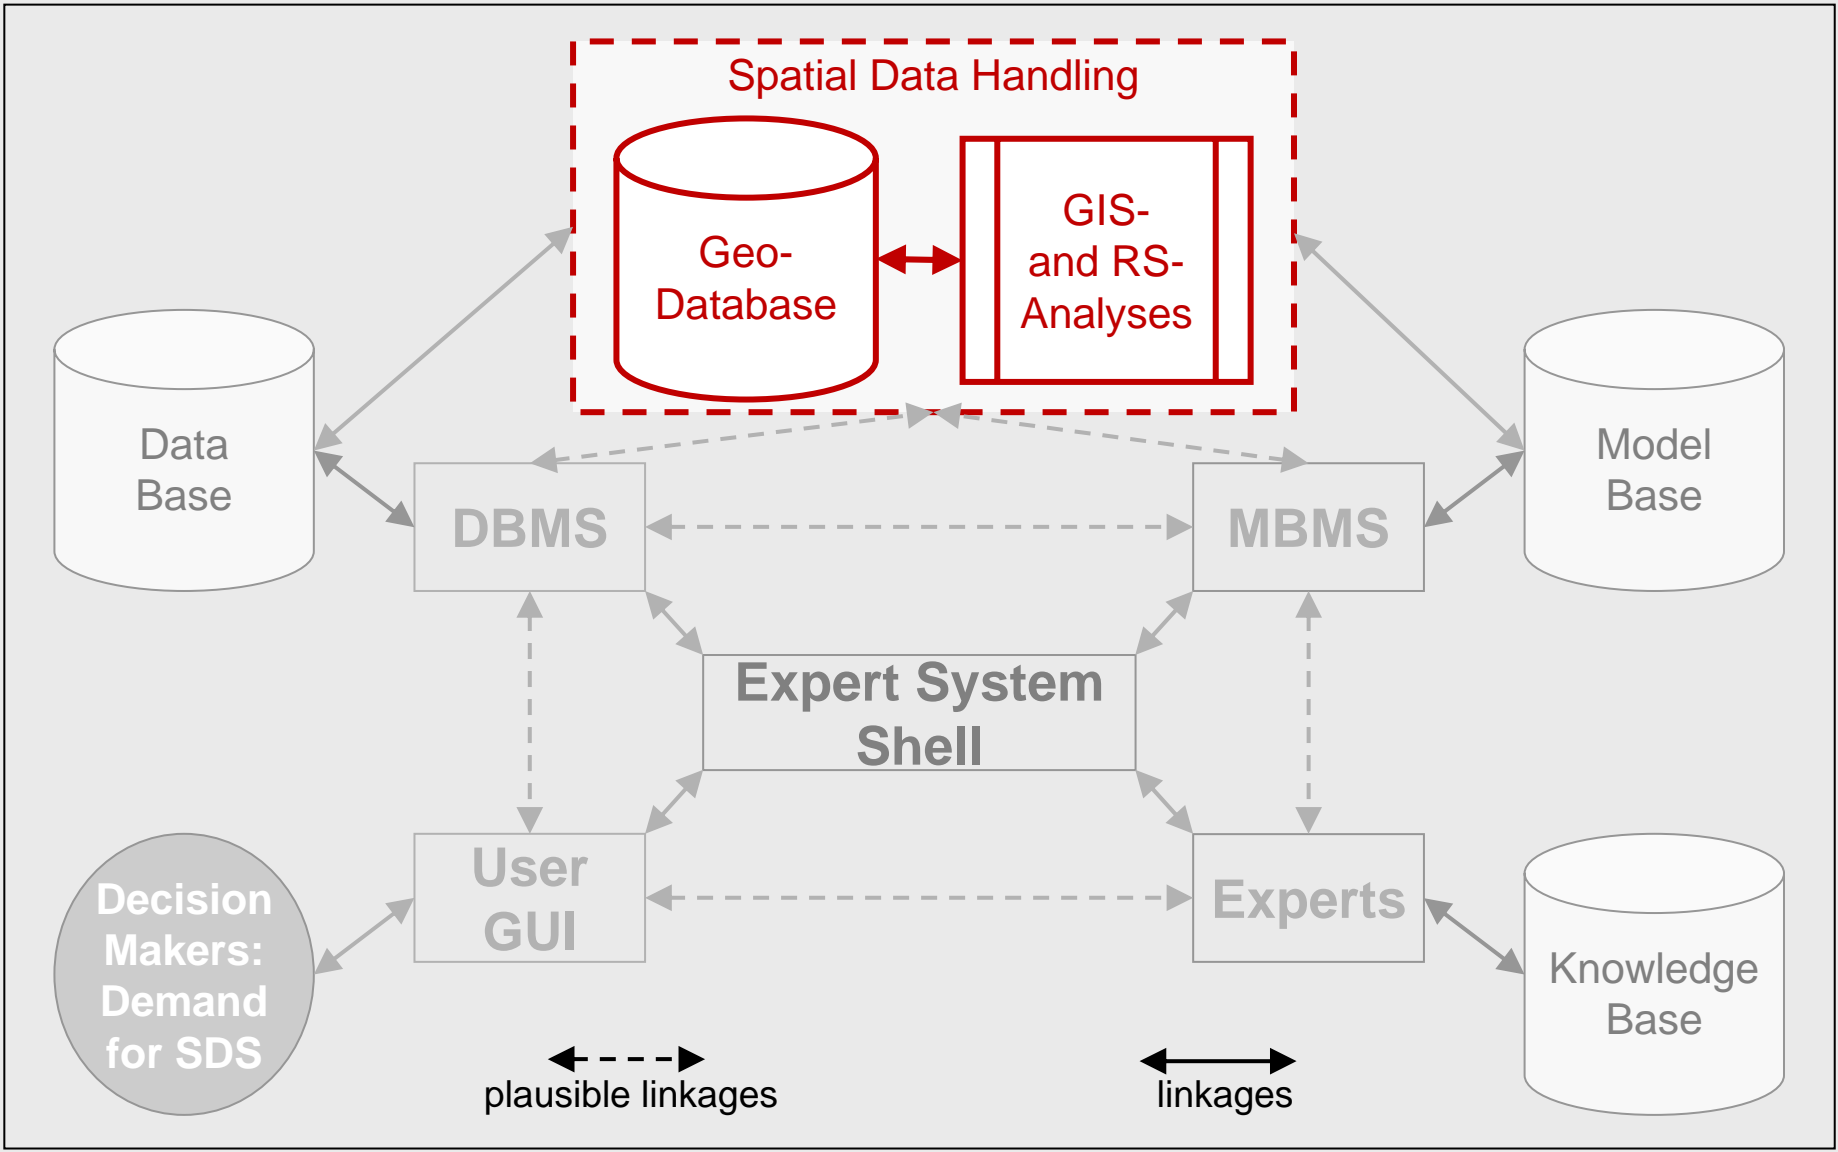 Spatial Data Handling
Geo-
Database
GIS-
and RS-
Analyses
Data
Base
DBMS
MBMS
Model
Base
Expert System
Shell
Decision
Makers:
Demand
for SDS
User
GUI
Experts
Knowledge
Base
plausible linkages
linkages